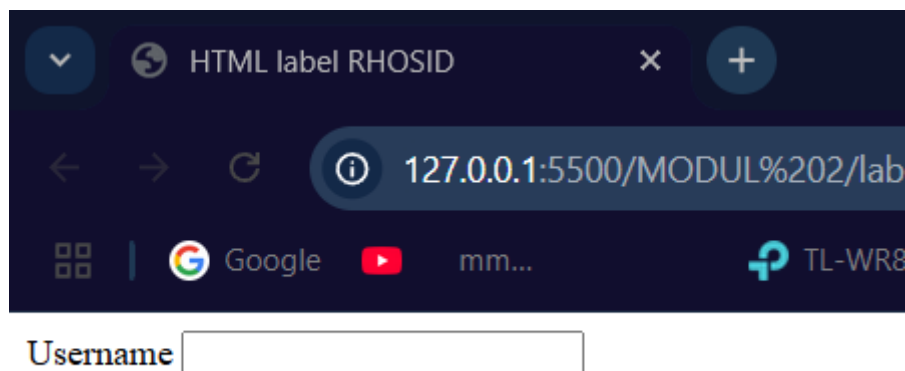 HTML label RHOSID
127.0.0.1:5500/MODUL%202/lab
Google mm... TL-WR8
Username